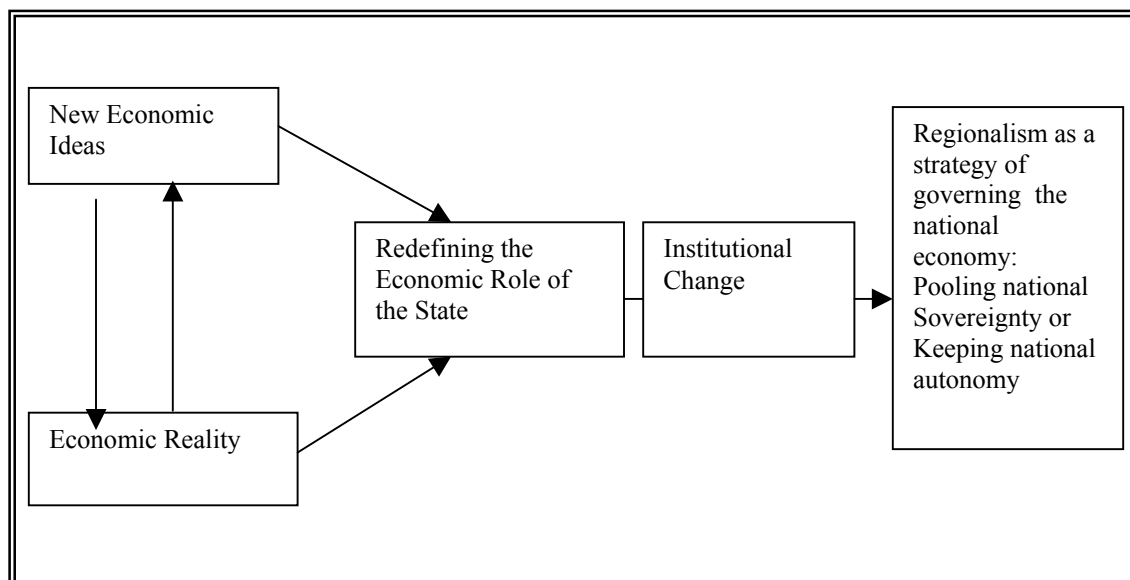 New Economic
Ideas
Economic Reality
Redefining the
Economic Role of
the State
Institutional
Change
Regionalism as a
strategy of
governing the
national
economy:
Pooling national
Sovereignty or
Keeping national
autonomy